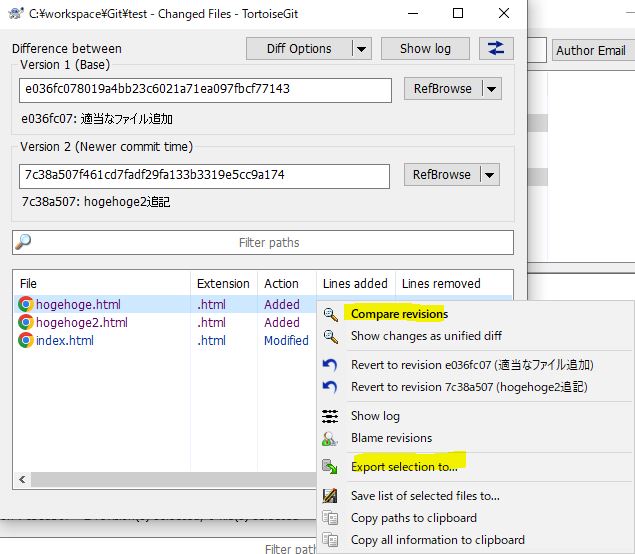 C:¥workspace¥Git¥test - Changed Files - TortoiseGit
Difference between
Diff Options
Show log
Author Email
Version 1 (Base)
e036fc078019a4bb23c6021a71ea097fbcf77143
RefBrowse
e036fc07: 適当なファイル追加
Version 2 (Newer commit time)
7c38a507f461cd7fadf29fa133b3319e5cc9a174
RefBrowse
7c38a507: hogehoge2追記
Filter paths
File Extension Action Lines added Lines removed
hogehoge.html .html Added
hogehoge2.html .html Added
index.html .html Modified
Compare revisions
Show changes as unified diff
Revert to revision e036fc07 (適当なファイル追加)
Revert to revision 7c38a507 (hogehoge2追記)
Show log
Blame revisions
Export selection to...
Save list of selected files to...
Copy paths to clipboard
Copy all information to clipboard
Filter paths